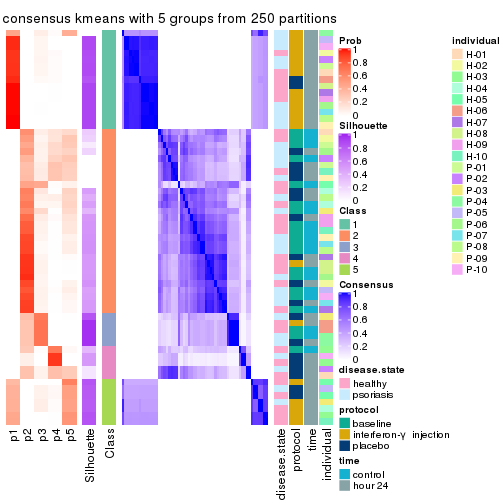 consensus kmeans with 5 groups from 250 partitions
Prob
1
0.8
0.6
0.4
0.2
0
Silhouette
1
0.8
0.6
0.4
0.2
0
Class
1
2
3
4
5
Consensus
1
0.8
0.6
0.4
0.2
0
disease.state
healthy
psoriasis
protocol
baseline
interferon-γ injection
placebo
time
control
hour 24
individual
H-01
H-02
H-03
H-04
H-05
H-06
H-07
H-08
H-09
H-10
P-01
P-02
P-03
P-04
P-05
P-06
P-07
P-08
P-09
P-10
p1
p2
p3
p4
p5
Silhouette
Class
disease.state
protocol
time
individual